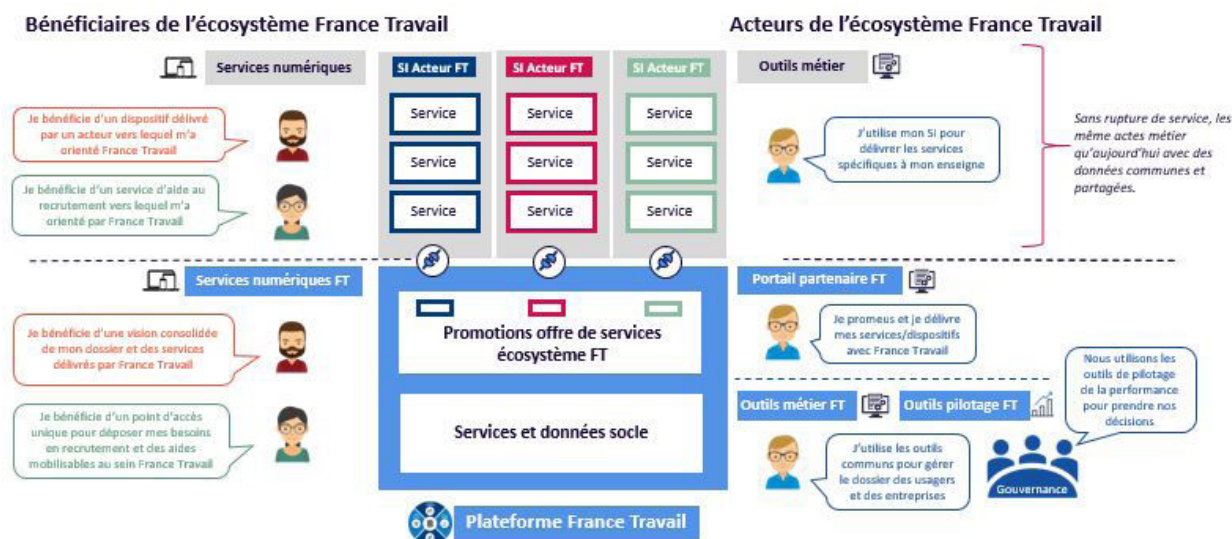 Bénéficiaires de l'écosystème France Travail
Acteurs de l'écosystème France Travail
Services numériques
SI Acteur FT
SI Acteur FT
SI Acteur FT
Outils métier
Je bénéficie d'un dispositif délivré
par un acteur vers lequel m'a
orienté France Travail
Je bénéficie d'un service d'aide au
recrutement vers lequel m'a
orienté par France Travail
Service
Service
Service
Service
Service
Service
Service
Service
Service
J'utilise mon SI pour
délivrer les services
spécifiques à mon enseigne
Sans rupture de service, les
même actes métier
qu'aujourd'hui avec des
données communes et
partagées.
Services numériques FT
Portail partenaire FT
Je bénéficie d'une vision consolidée
de mon dossier et des services
délivrés par France Travail
Je bénéficie d'un point d'accès
unique pour déposer mes besoins
en recrutement et des aides
mobilisables au sein France Travail
Promotions offre de services
écosystème FT
Services et données socle
Plateforme France Travail
Je promeus et je délivre
mes services/dispositifs
avec France Travail
Nous utilisons les
outils de pilotage
de la performance
pour prendre nos
décisions
Outils métier FT
Outils pilotage FT
J'utilise les outils
communs pour gérer
le dossier des usagers
et des entreprises
Gouvernance